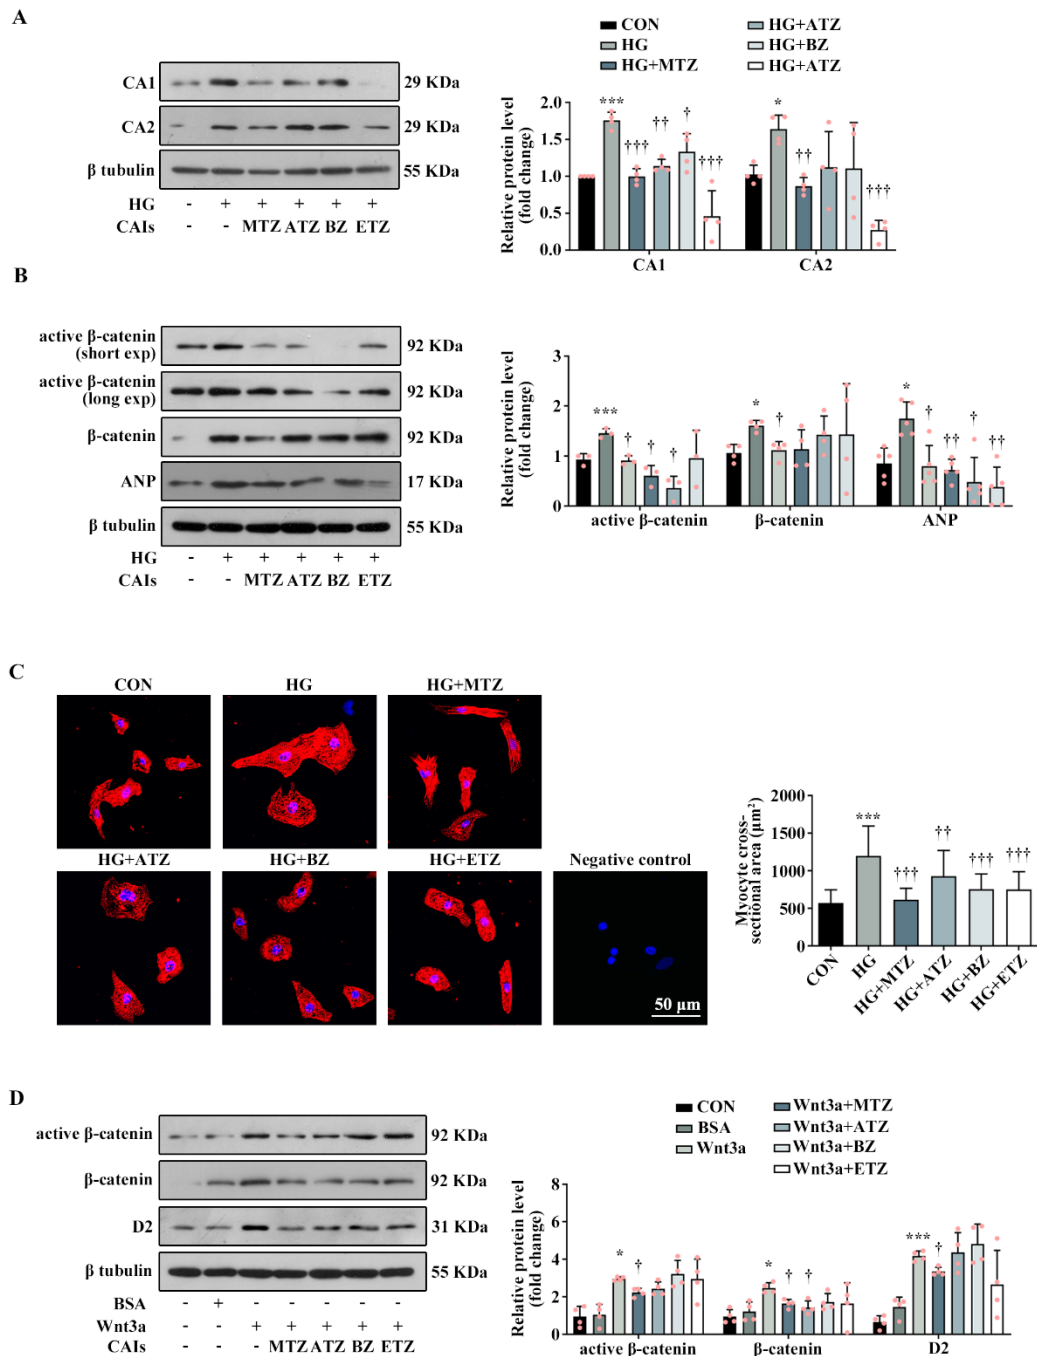 A
CA1
29 KDa
CA2
29 KDa
β tubulin
55 KDa
HG - + + + + +
CAIs - - MTZ ATZ BZ ETZ
CON
HG
HG+MTZ
HG+ATZ
HG+BZ
HG+ATZ
Relative protein level
(fold change)
2.0
1.5
1.0
0.5
0.0
*** ††† †† † ††† * †† †††
CA1 CA2
B
active β-catenin
(short exp)
92 KDa
active β-catenin
(long exp)
92 KDa
β-catenin
92 KDa
ANP
17 KDa
β tubulin
55 KDa
HG - + + + + +
CAIs - - MTZ ATZ BZ ETZ
Relative protein level
(fold change)
3
2
1
0
*** † † † * † * † †† † ††
active β-catenin β-catenin ANP
C
CON HG HG+MTZ
HG+ATZ HG+BZ HG+ETZ Negative control
50 µm
Myocyte cross-
sectional area (µm²)
2000
1500
1000
500
0
*** ††† †† ††† †††
CON HG HG+MTZ HG+ATZ HG+BZ HG+ETZ
D
active β-catenin
92 KDa
β-catenin
92 KDa
D2
31 KDa
β tubulin
55 KDa
BSA - + - - - - -
Wnt3a - - + + + + +
CAIs - - - MTZ ATZ BZ ETZ
CON
BSA
Wnt3a
Wnt3a+MTZ
Wnt3a+ATZ
Wnt3a+BZ
Wnt3a+ETZ
Relative protein level
(fold change)
8
6
4
2
0
* † * † † *** †
active β-catenin β-catenin D2